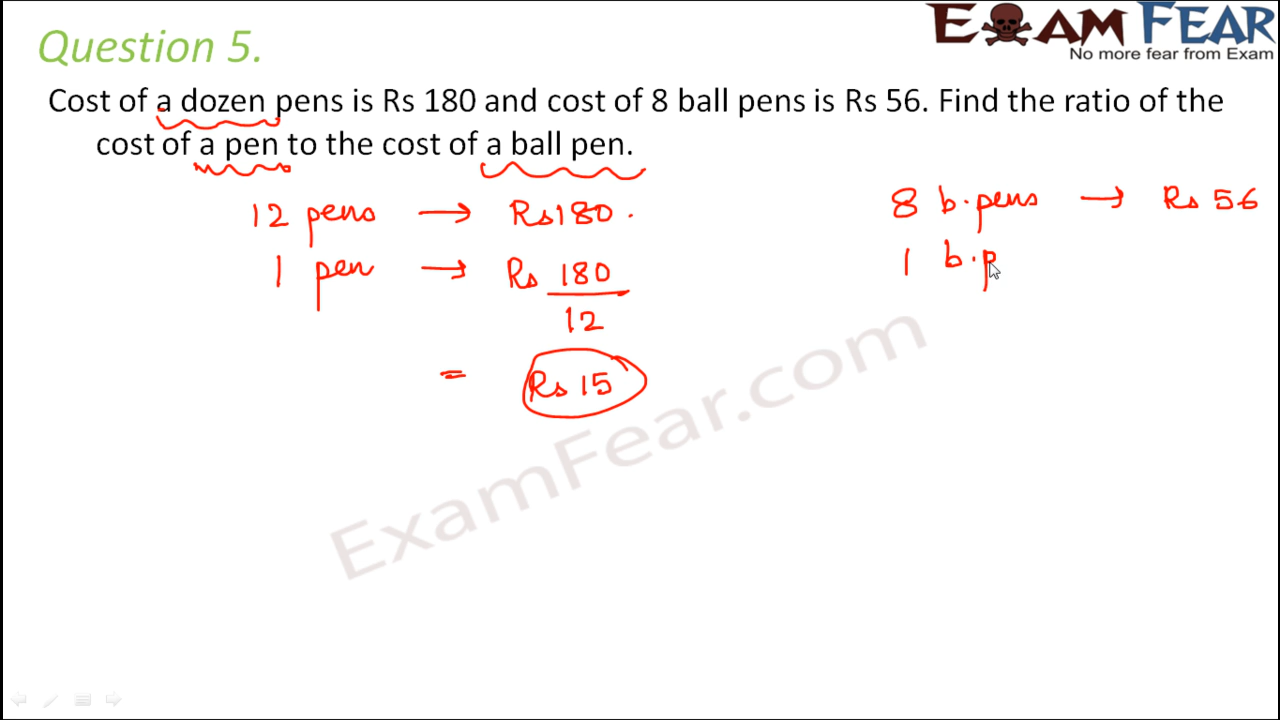 EXAM FEAR
No more fear from Exam
Question 5.
Cost of a dozen pens is Rs 180 and cost of 8 ball pens is Rs 56. Find the ratio of the
cost of a pen to the cost of a ball pen.
12 pens → Rs 180.
1 pen → Rs 180
12
= Rs 15
8 b.pens → Rs 56
1 b.p
ExamFear.com